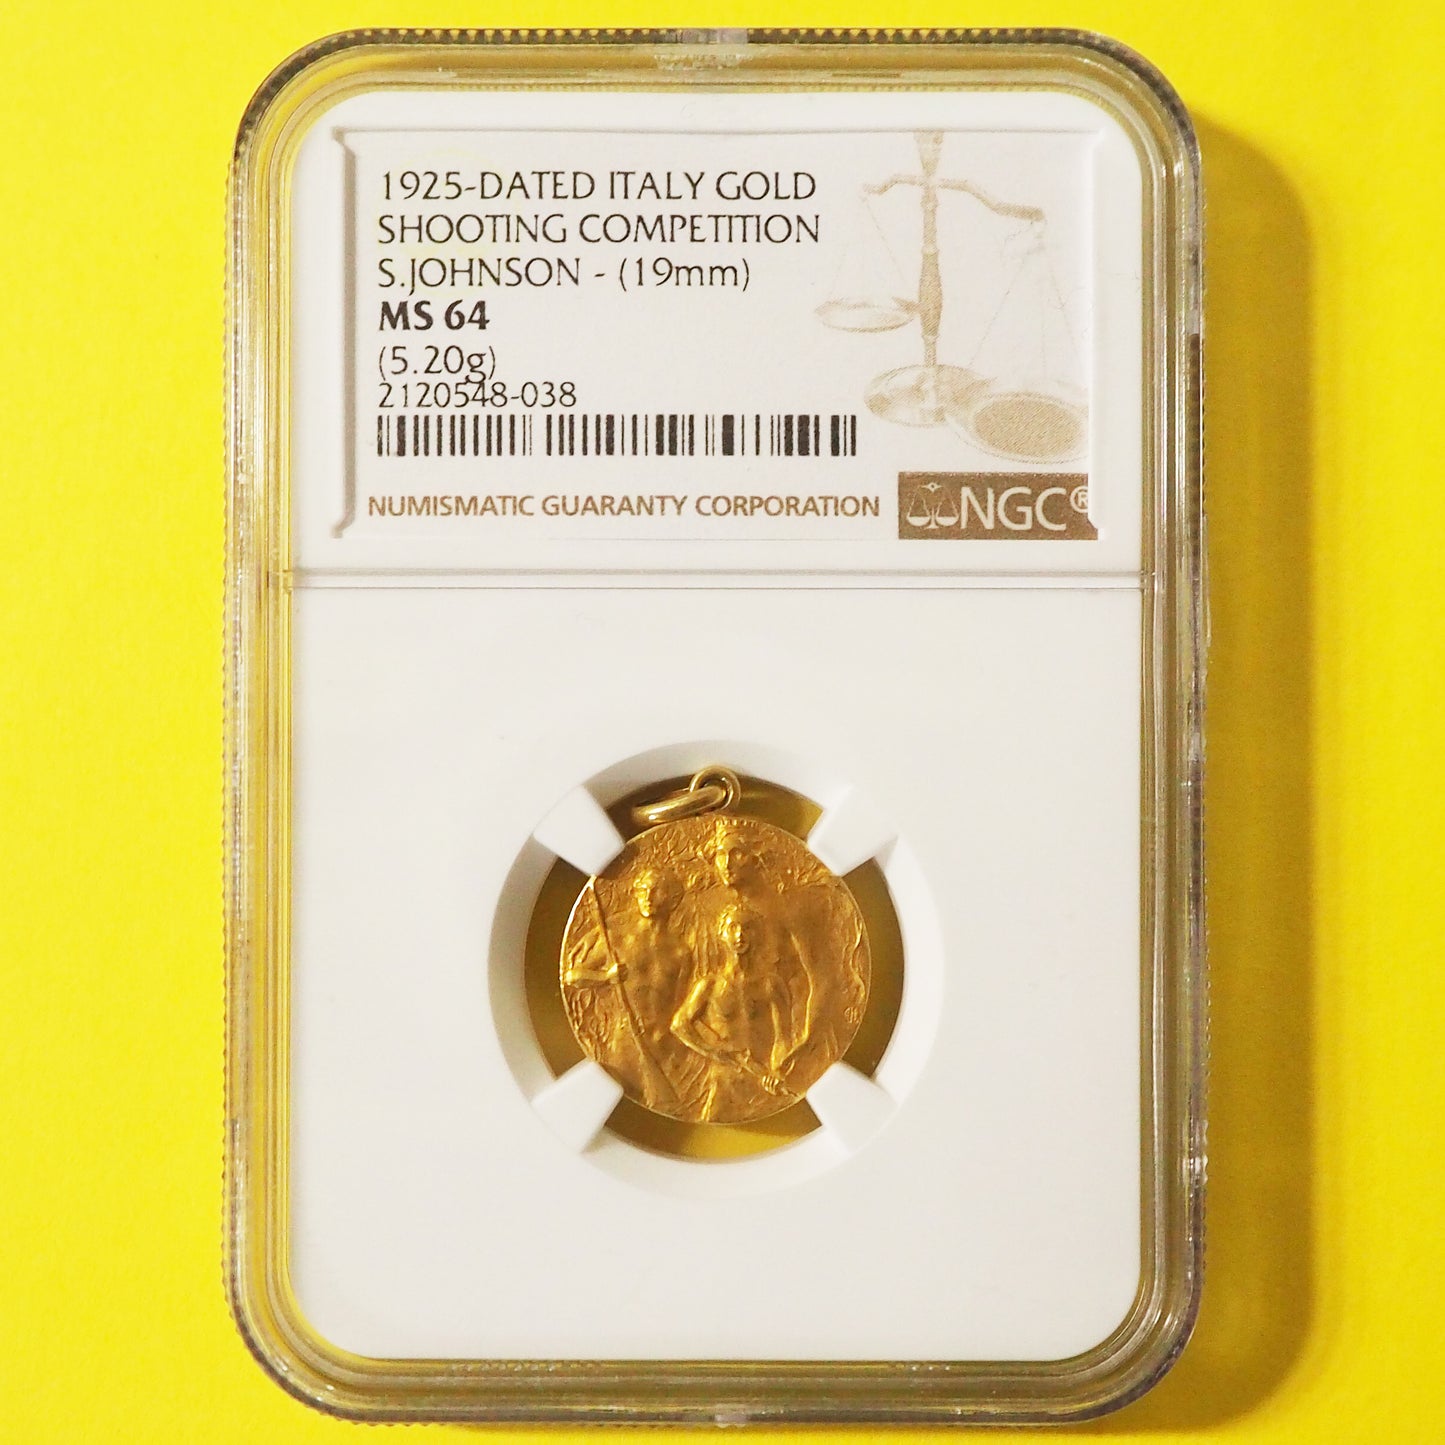 1925-DATED ITALY GOLD
SHOOTING COMPETITION
S.JOHNSON - (19mm)
MS 64
(5.20g)
2120548-038
NUMISMATIC GUARANTY CORPORATION
NGC®